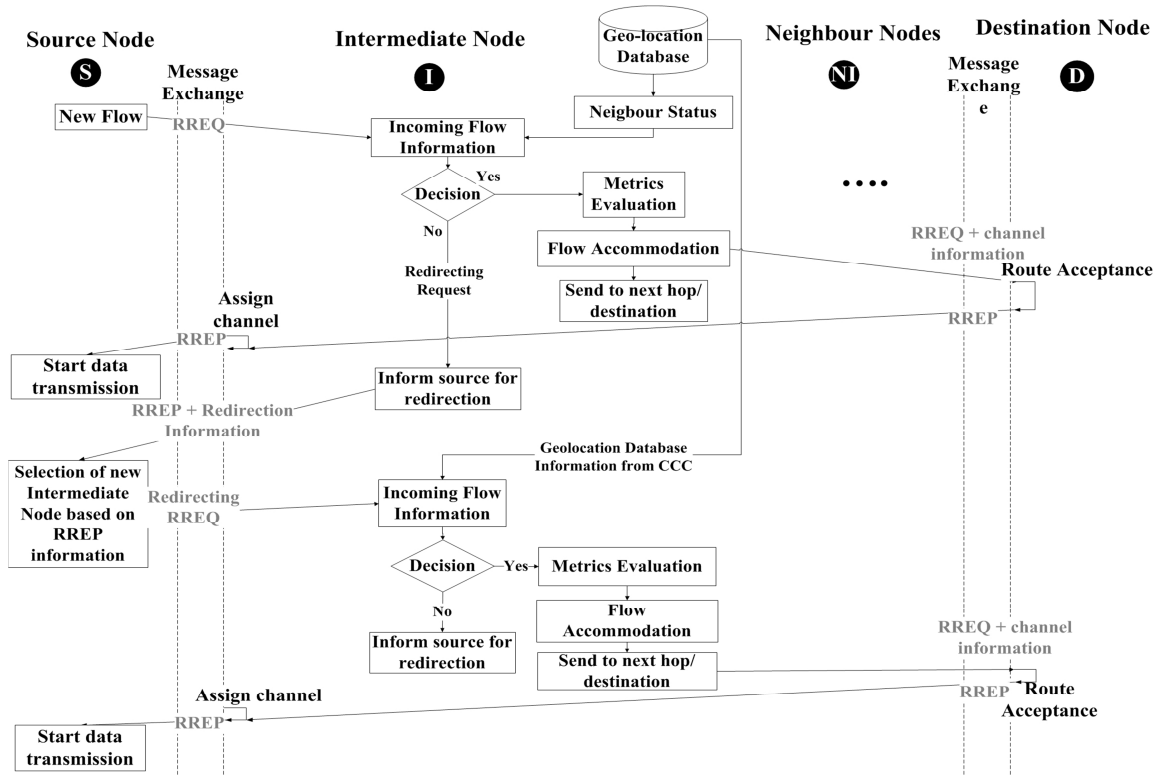 Source Node
S
Message
Exchange
Intermediate Node
I
Geo-location
Database
Neighbour Nodes
NI
Destination Node
D
Message
Exchang
e
New Flow
RREQ
Neigbour Status
Incoming Flow
Information
Yes
Decision
No
Metrics
Evaluation
....
Flow Accommodation
RREQ + channel
information
Redirecting
Request
Send to next hop/
destination
Route Acceptance
Assign
channel
RREP
RREP
Start data
transmission
Inform source for
redirection
RREP + Redirection
Information
Geolocation Database
Information from CCC
Selection of new
Intermediate
Node based on
RREP
information
Redirecting
RREQ
Incoming Flow
Information
Decision
Yes
Metrics Evaluation
No
Flow
Accommodation
Inform source for
redirection
Send to next hop/
destination
RREQ + channel
information
Assign channel
RREP
RREP
Route
Acceptance
Start data
transmission